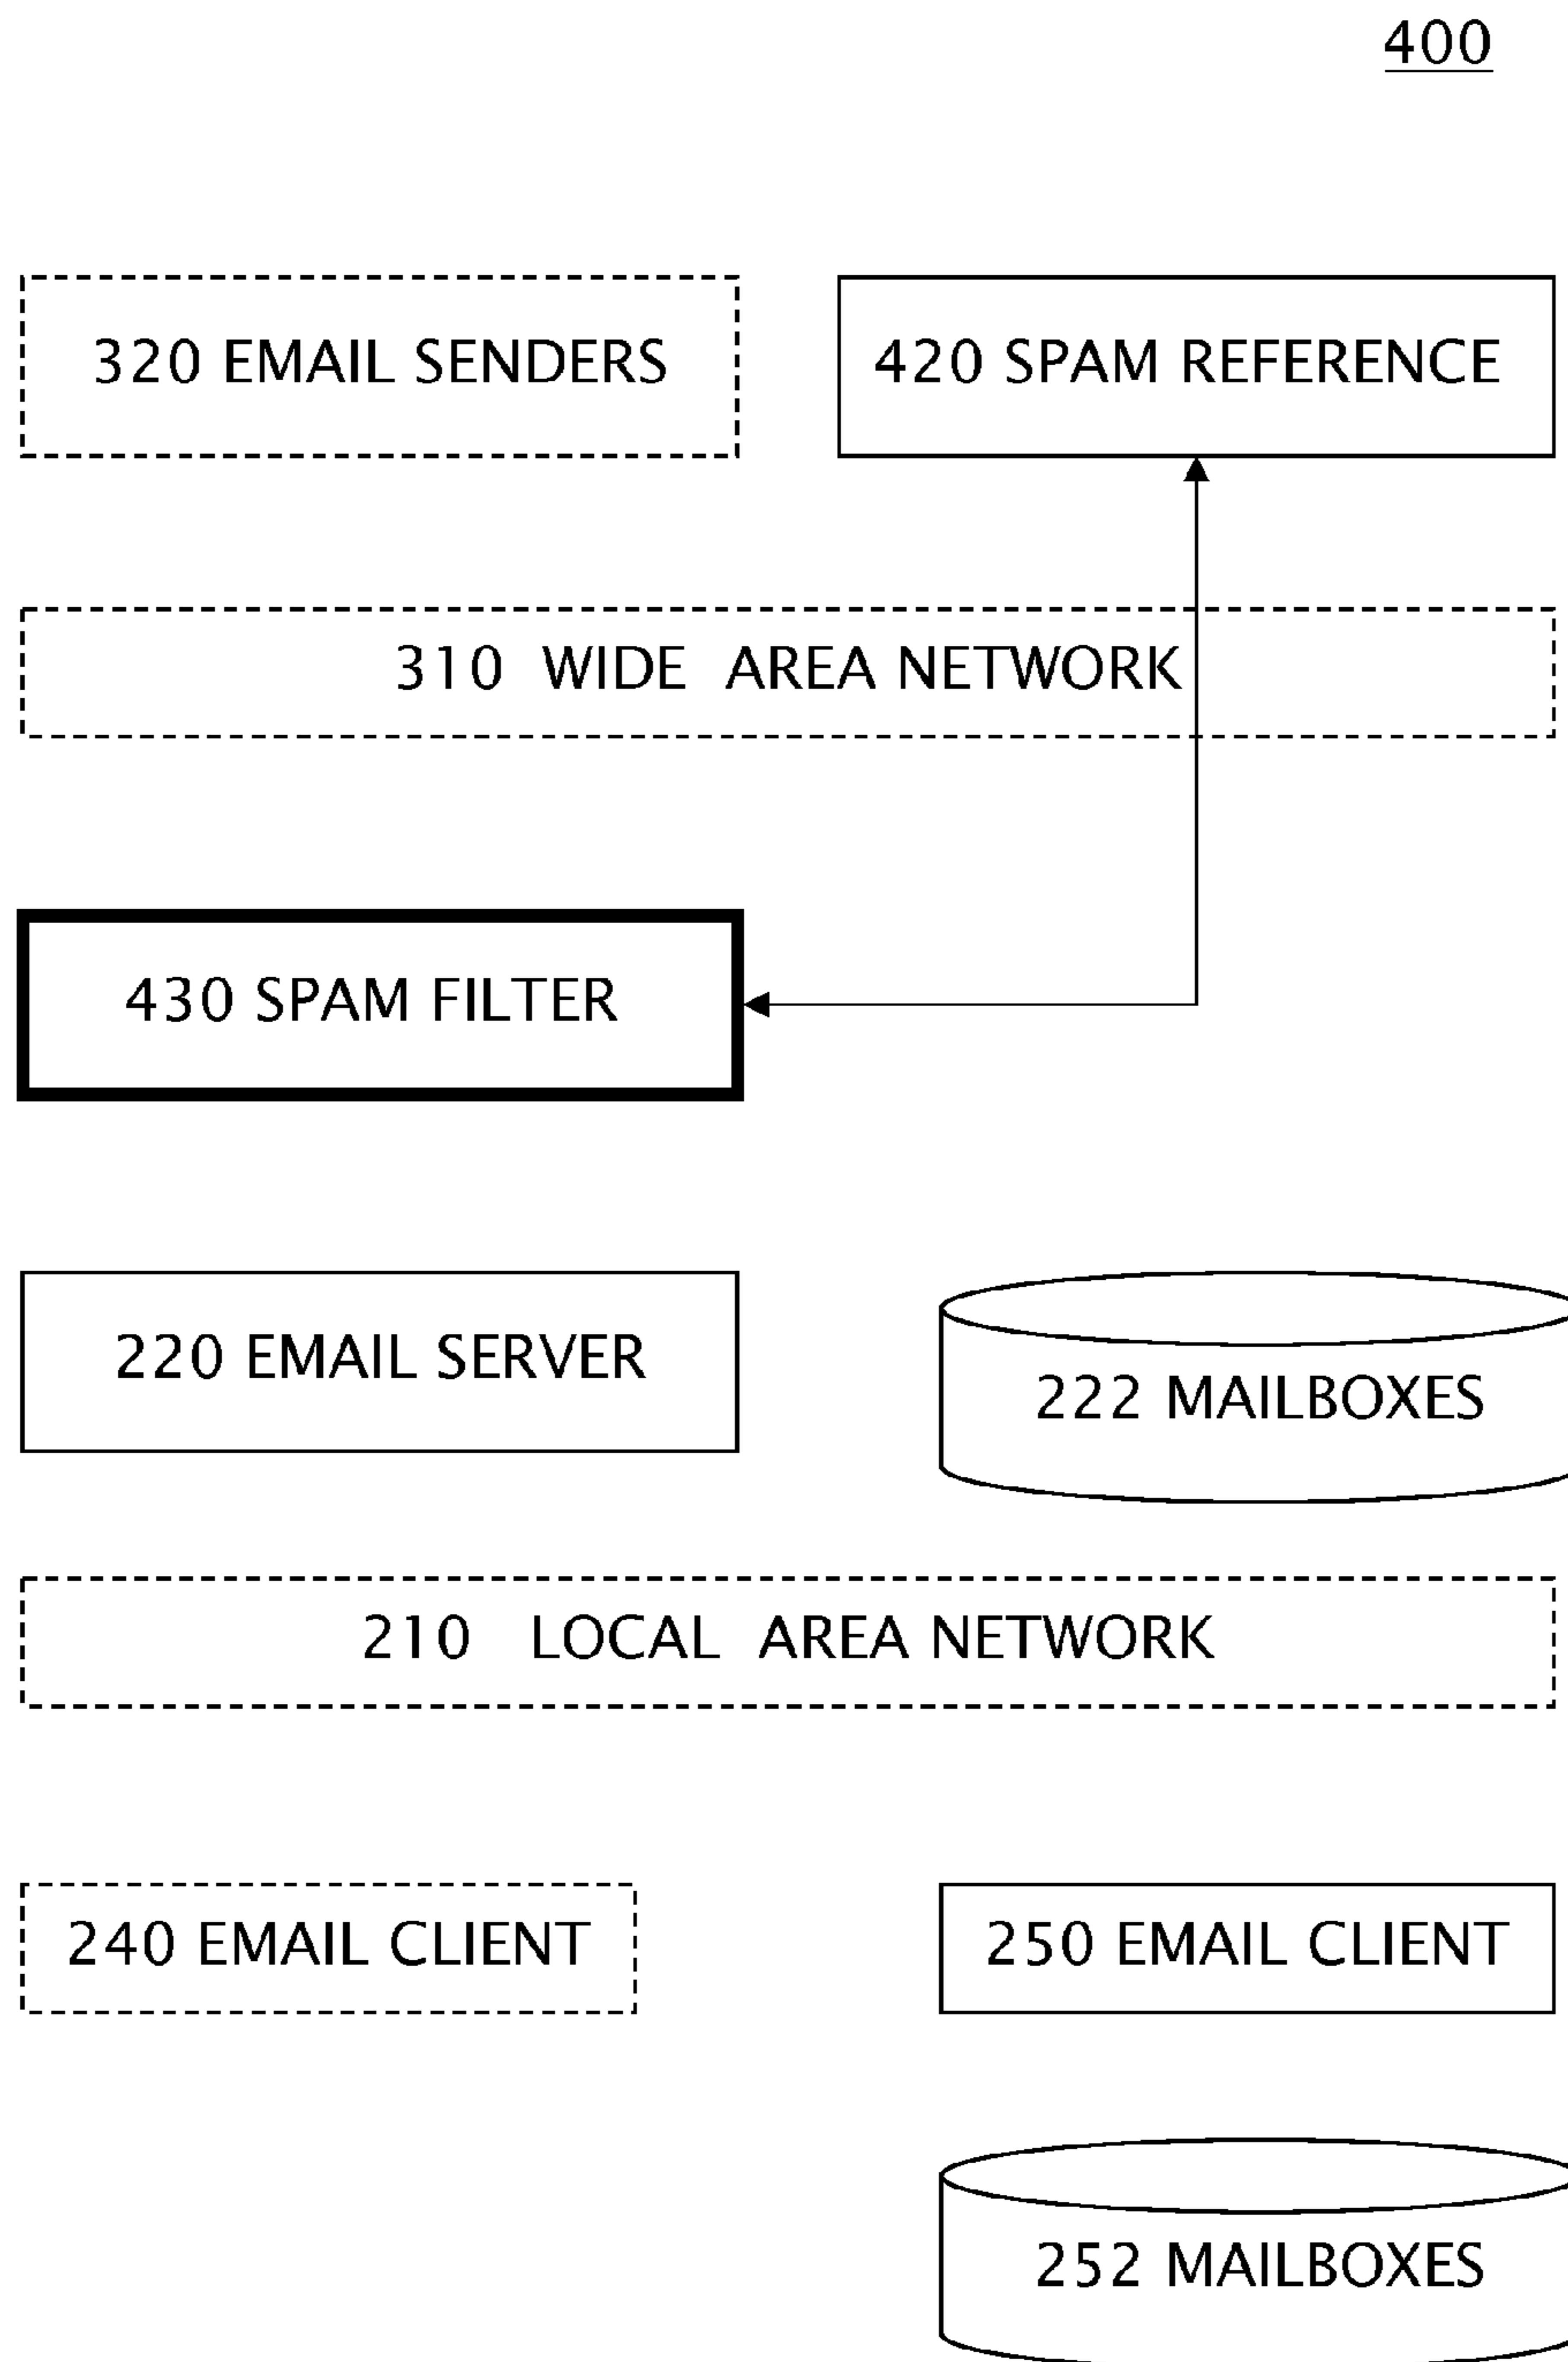 400
320 EMAIL SENDERS
420 SPAM REFERENCE
310 WIDE AREA NETWORK
430 SPAM FILTER
220 EMAIL SERVER
222 MAILBOXES
210 LOCAL AREA NETWORK
240 EMAIL CLIENT
250 EMAIL CLIENT
252 MAILBOXES